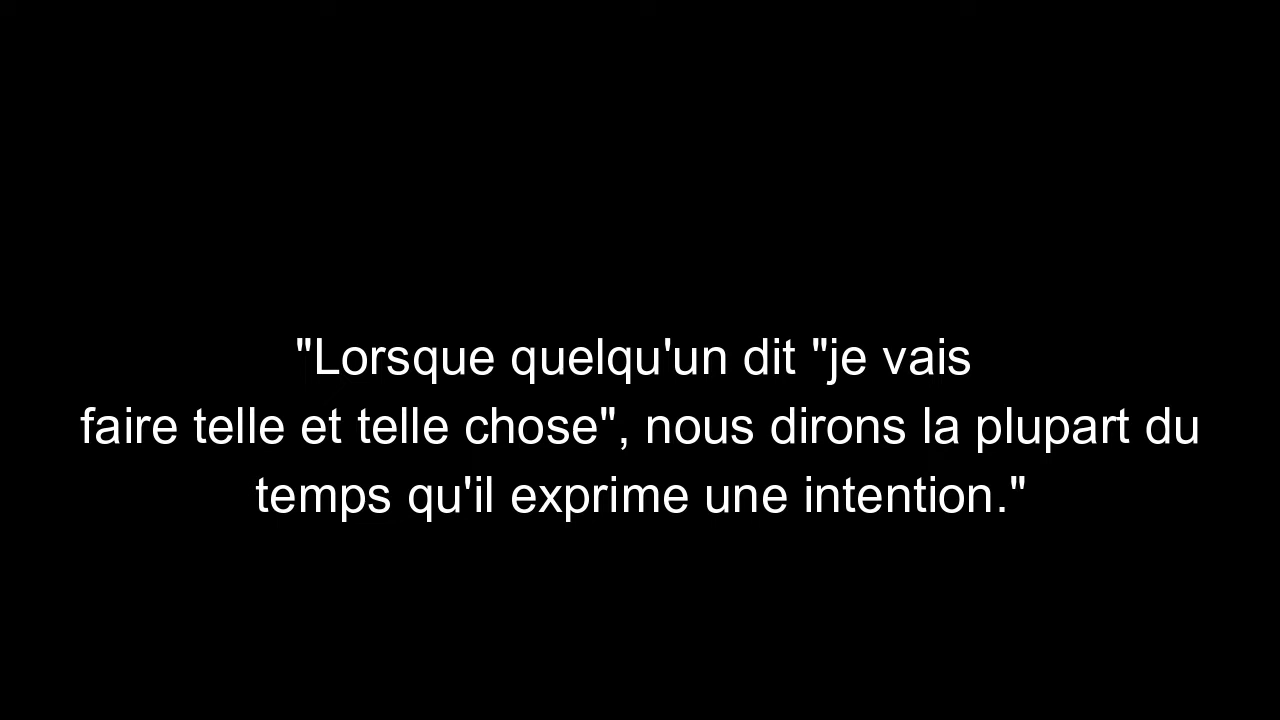 "Lorsque quelqu'un dit "je vais
faire telle et telle chose", nous dirons la plupart du
temps qu'il exprime une intention."